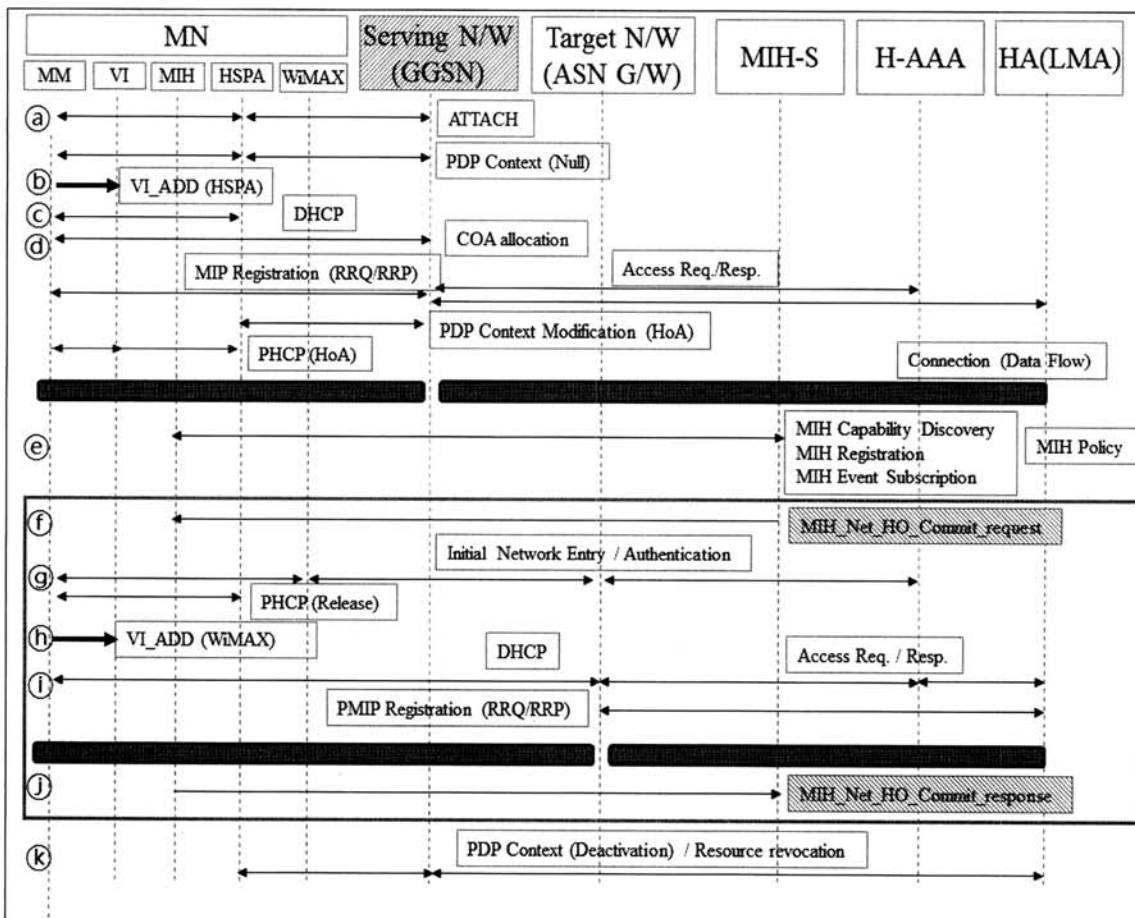 MN
Serving N/W
(GGSN)
Target N/W
(ASN G/W)
MIH-S
H-AAA
HA(LMA)
MM
VI
MIH
HSPA
WiMAX
ⓐ
ATTACH
PDP Context (Null)
ⓑ
VI_ADD (HSPA)
ⓒ
DHCP
ⓓ
COA allocation
MIP Registration (RRQ/RRP)
Access Req./Resp.
PDP Context Modification (HoA)
PHCP (HoA)
Connection (Data Flow)
ⓔ
MIH Capability Discovery
MIH Registration
MIH Event Subscription
MIH Policy
ⓕ
MIH_Net_HO_Commit_request
Initial Network Entry / Authentication
ⓖ
PHCP (Release)
ⓗ
VI_ADD (WiMAX)
DHCP
Access Req. / Resp.
ⓘ
PMIP Registration (RRQ/RRP)
ⓙ
MIH_Net_HO_Commit_response
ⓚ
PDP Context (Deactivation) / Resource revocation